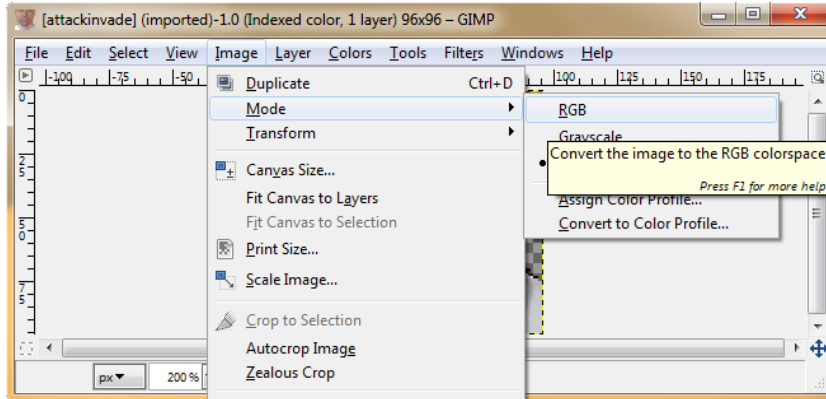 [attackinvade] (imported)-1.0 (Indexed color, 1 layer) 96x96 – GIMP
File Edit Select View Image Layer Colors Tools Filters Windows Help
-100 -75 -50 100 125 150 175
0
25
50
75
Duplicate Ctrl+D
Mode
Transform
Canvas Size...
Fit Canvas to Layers
Fit Canvas to Selection
Print Size...
Scale Image...
Crop to Selection
Autocrop Image
Zealous Crop
RGB
Grayscale
Convert the image to the RGB colorspace
Press F1 for more help
Assign Color Profile...
Convert to Color Profile...
px 200 %